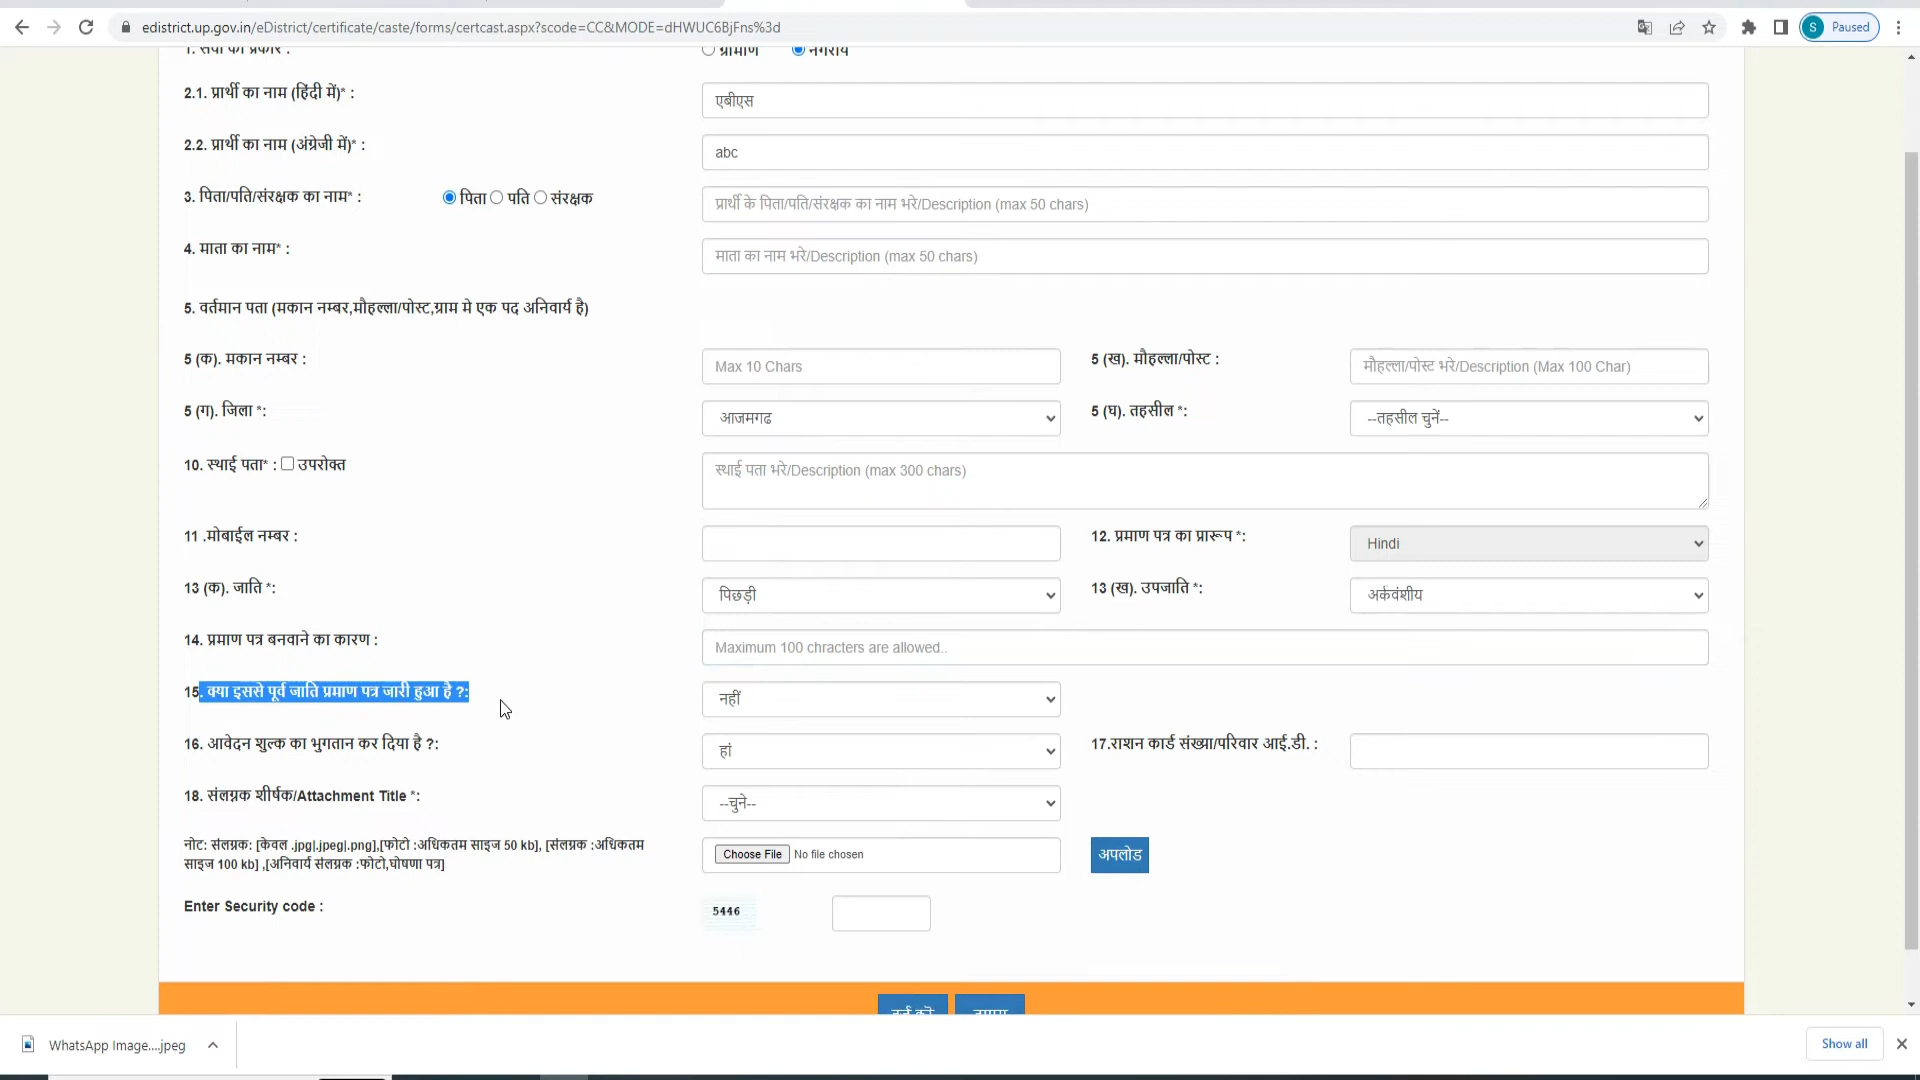 edistrict.up.gov.in/eDistrict/certificate/caste/forms/certcast.aspx?scode=CC&MODE=dHWUC6BjFns%3d
S Paused
1. सेवा का प्रकार :
ग्रामीण नगरीय
2.1. प्रार्थी का नाम (हिंदी में)* :
एबीएस
2.2. प्रार्थी का नाम (अंग्रेजी में)* :
abc
3. पिता/पति/संरक्षक का नाम* : पिता पति संरक्षक
प्रार्थी के पिता/पति/संरक्षक का नाम भरे/Description (max 50 chars)
4. माता का नाम* :
माता का नाम भरे/Description (max 50 chars)
5. वर्तमान पता (मकान नम्बर,मौहल्ला/पोस्ट,ग्राम मे एक पद अनिवार्य है)
5 (क). मकान नम्बर :
Max 10 Chars
5 (ख). मौहल्ला/पोस्ट :
मौहल्ला/पोस्ट भरे/Description (Max 100 Char)
5 (ग). जिला *:
आजमगढ
5 (घ). तहसील *:
--तहसील चुनें--
10. स्थाई पता* : उपरोक्त
स्थाई पता भरे/Description (max 300 chars)
11 .मोबाईल नम्बर :
12. प्रमाण पत्र का प्रारूप *:
Hindi
13 (क). जाति *:
पिछड़ी
13 (ख). उपजाति *:
अर्कवंशीय
14. प्रमाण पत्र बनवाने का कारण :
Maximum 100 chracters are allowed..
15. क्या इससे पूर्व जाति प्रमाण पत्र जारी हुआ है ?:
नहीं
16. आवेदन शुल्क का भुगतान कर दिया है ?:
हां
17.राशन कार्ड संख्या/परिवार आई.डी. :
18. संलग्नक शीर्षक/Attachment Title *:
--चुने--
नोट: संलग्नक: [केवल .jpg|.jpeg|.png],[फोटो :अधिकतम साइज 50 kb], [संलग्नक :अधिकतम
साइज 100 kb] ,[अनिवार्य संलग्नक :फोटो,घोषणा पत्र]
Choose File No file chosen
अपलोड
Enter Security code :
5446
WhatsApp Image....jpeg
Show all